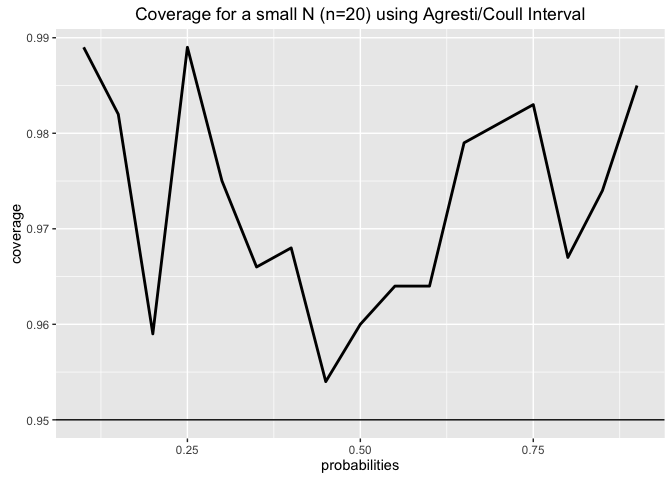 Coverage for a small N (n=20) using Agresti/Coull Interval
0.99
0.98
0.97
0.96
0.95
coverage
0.25
0.50
0.75
probabilities